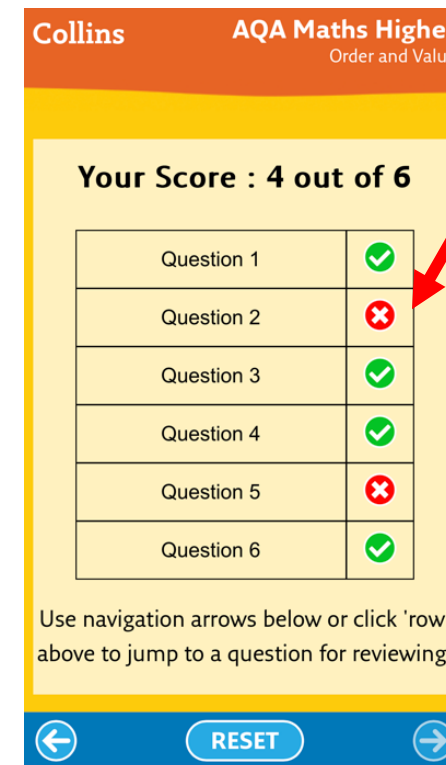 Collins
AQA Maths Highe
Order and Valu
Your Score : 4 out of 6
Question 1
Question 2
Question 3
Question 4
Question 5
Question 6
Use navigation arrows below or click 'row
above to jump to a question for reviewing
RESET